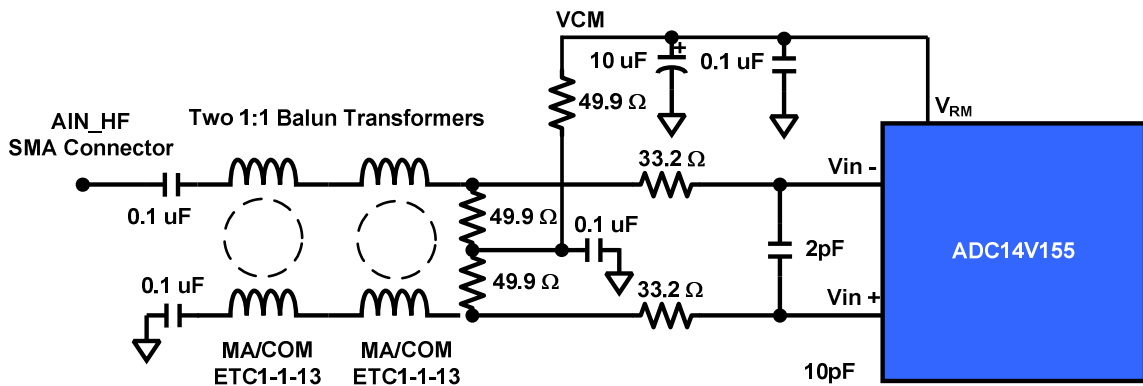 VCM
10 uF
+
0.1 uF
49.9 Ω
VRM
Two 1:1 Balun Transformers
AIN_HF
SMA Connector
33.2 Ω
Vin -
0.1 uF
49.9 Ω
0.1 uF
2pF
ADC14V155
0.1 uF
49.9 Ω
33.2 Ω
Vin +
MA/COM
ETC1-1-13
MA/COM
ETC1-1-13
10pF